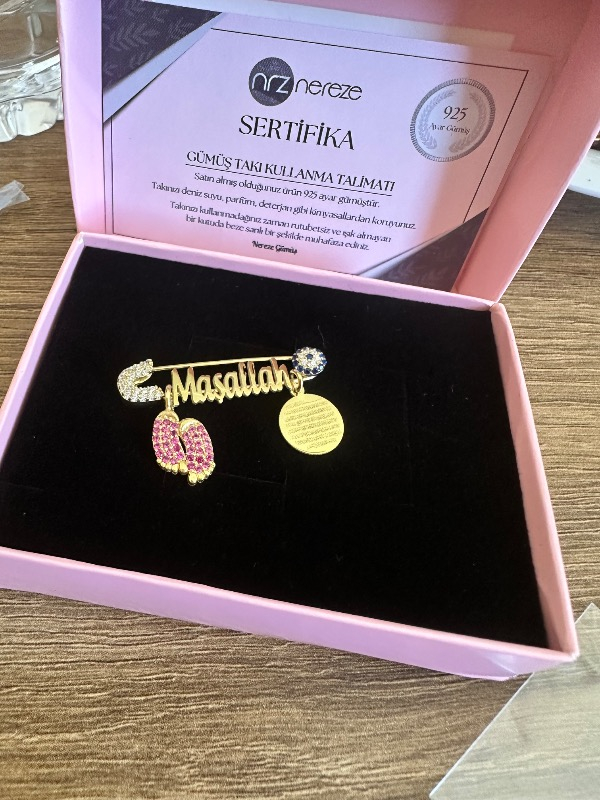 nrz nereze
925
Ayar Gümüş
SERTİFİKA
GÜMÜŞ TAKI KULLANMA TALİMATI
Satın almış olduğunuz ürün 925 ayar gümüştür.
Takınızı deniz suyu, parfüm, deterjan gibi kimyasallardan koruyunuz.
Takınızı kullanmadığınız zaman rutubetsiz ve ışık almayan
bir kutuda beze sarılı bir şekilde muhafaza ediniz.
Nereze Gümüş
Maşallah